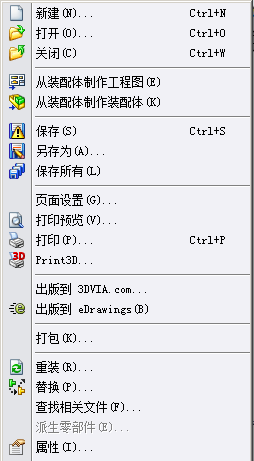 新建(N)... Ctrl+N
打开(O)... Ctrl+O
关闭(C) Ctrl+W
从装配体制作工程图(E)
从装配体制作装配体(K)
保存(S) Ctrl+S
另存为(A)...
保存所有(L)
页面设置(G)...
打印预览(V)...
打印(P)... Ctrl+P
Print3D...
出版到 3DVIA.com...
出版到 eDrawings(B)
打包(K)...
重装(R)...
替换(P)...
查找相关文件(F)...
派生零部件(E)...
属性(I)...